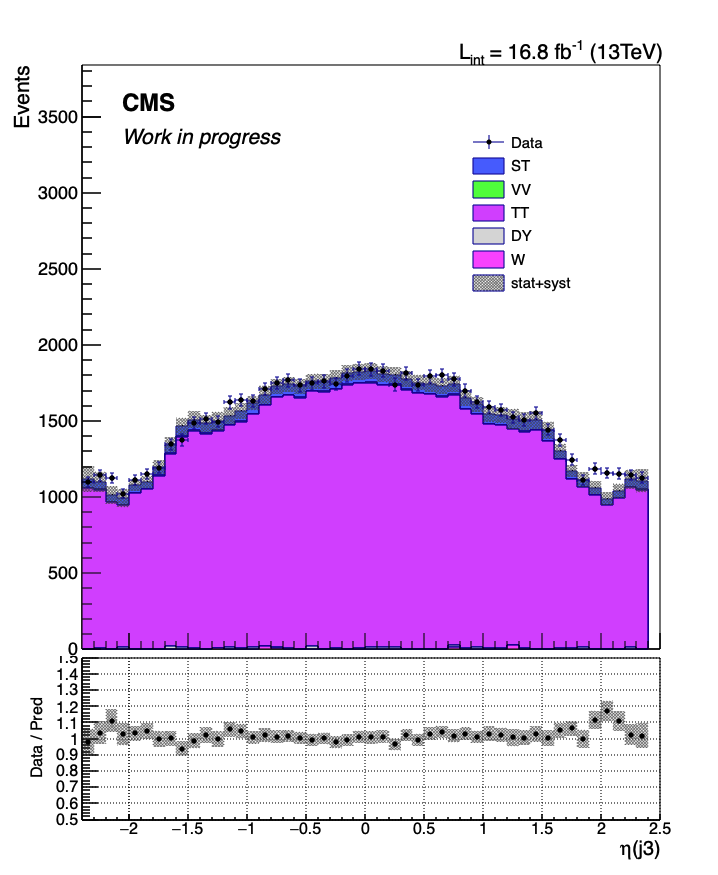 L_int = 16.8 fb^-1 (13TeV)
Events
CMS
Work in progress
3500
3000
2500
2000
1500
1000
500
0
Data
ST
VV
TT
DY
W
stat+syst
Data / Pred
1.5
1.4
1.3
1.2
1.1
1
0.9
0.8
0.7
0.6
0.5
−2 −1.5 −1 −0.5 0 0.5 1 1.5 2 2.5
η(j3)